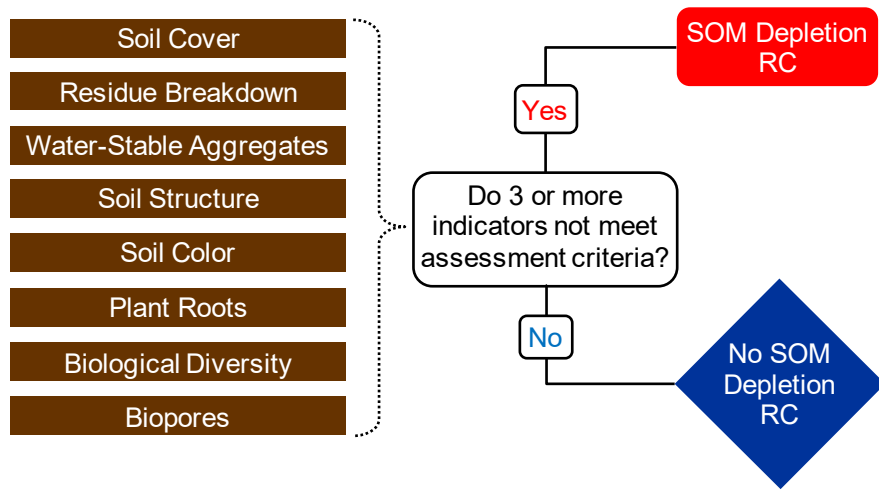 Soil Cover
Residue Breakdown
Water-Stable Aggregates
Soil Structure
Soil Color
Plant Roots
Biological Diversity
Biopores
Do 3 or more
indicators not meet
assessment criteria?
Yes
SOM Depletion
RC
No
No SOM
Depletion
RC